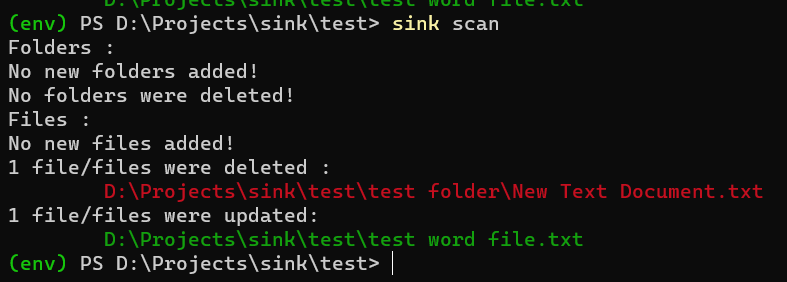 D:\Projects\sink\test\test word file.txt
(env) PS D:\Projects\sink\test> sink scan
Folders :
No new folders added!
No folders were deleted!
Files :
No new files added!
1 file/files were deleted :
D:\Projects\sink\test\test folder\New Text Document.txt
1 file/files were updated:
D:\Projects\sink\test\test word file.txt
(env) PS D:\Projects\sink\test>